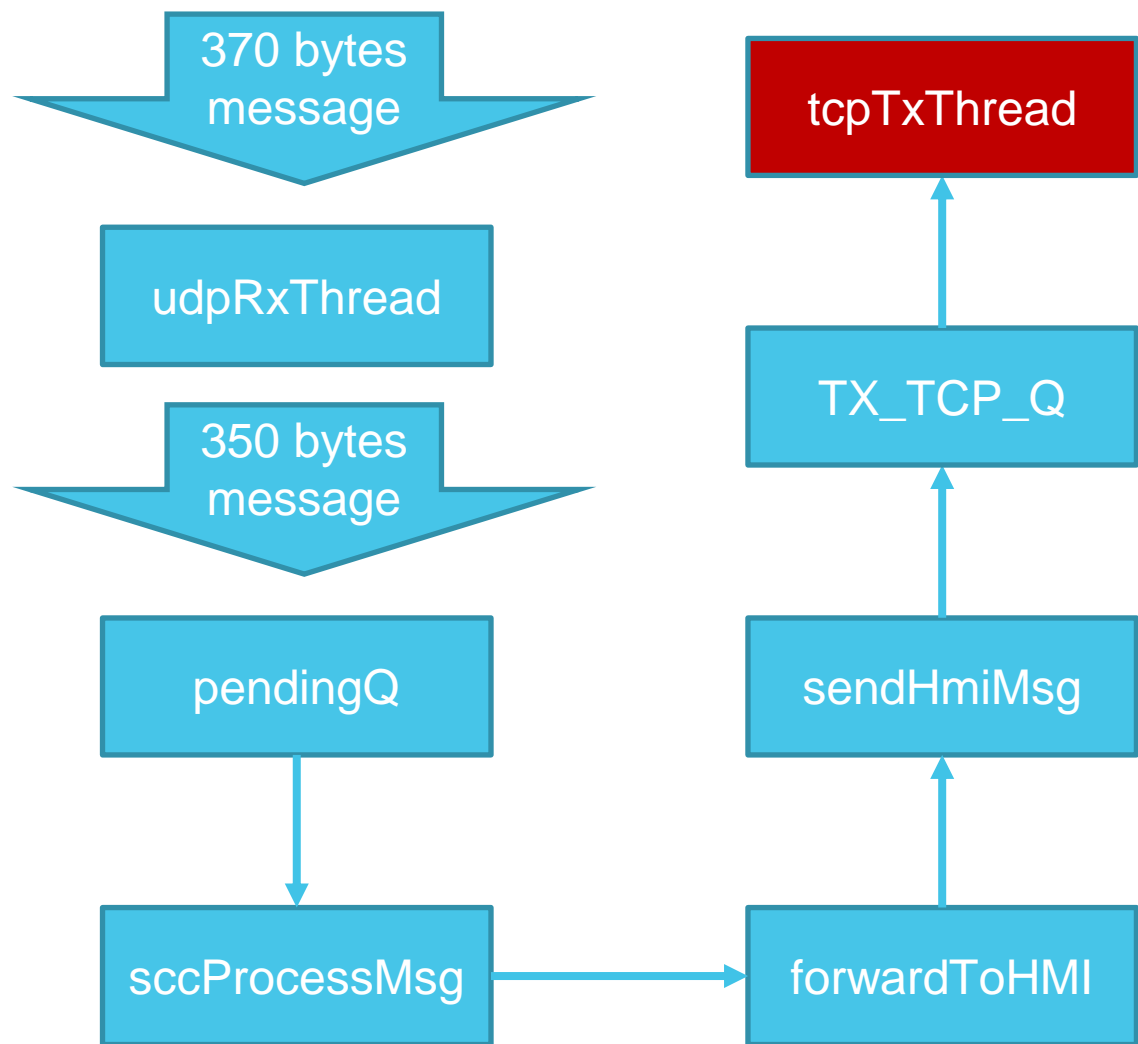 370 bytes
message
udpRxThread
350 bytes
message
pendingQ
sccProcessMsg
forwardToHMI
sendHmiMsg
TX_TCP_Q
tcpTxThread